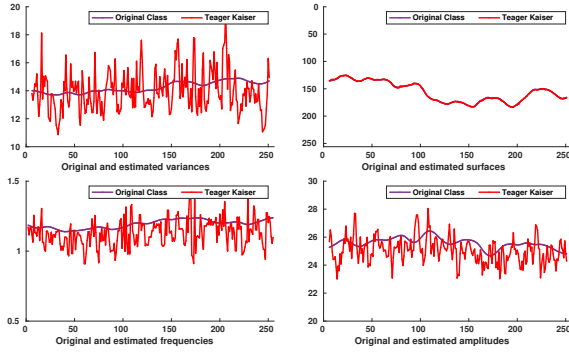 Original Class Teager Kaiser
20
18
16
14
12
10
0 50 100 150 200 250
Original and estimated variances
Original Class Teager Kaiser
0
50
100
150
200
250
0 50 100 150 200 250
Original and estimated surfaces
Original Class Teager Kaiser
1.5
1
0.5
0 50 100 150 200 250
Original and estimated frequencies
Original Class Teager Kaiser
30
28
26
24
22
20
0 50 100 150 200 250
Original and estimated amplitudes